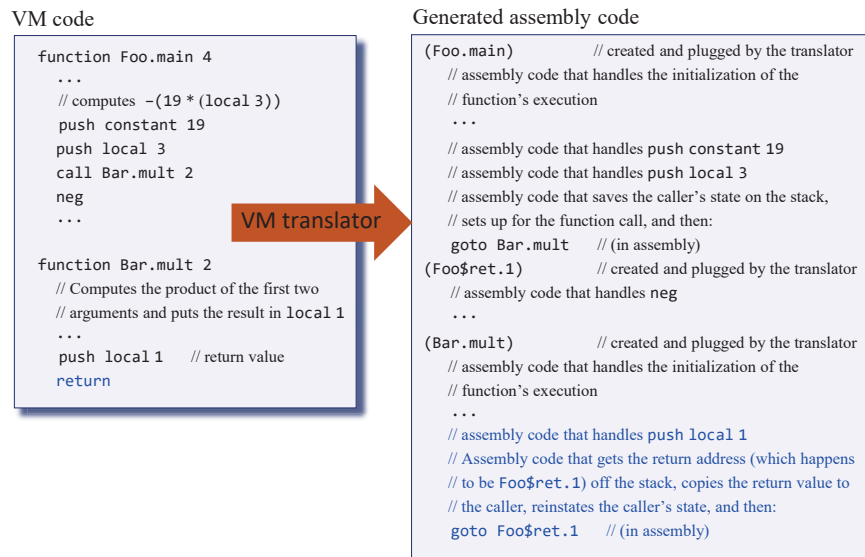 VM code
function Foo.main 4
...
// computes –(19 * (local 3))
push constant 19
push local 3
call Bar.mult 2
neg
...
function Bar.mult 2
// Computes the product of the first two
// arguments and puts the result in local 1
...
push local 1 // return value
return
VM translator
Generated assembly code
(Foo.main) // created and plugged by the translator
// assembly code that handles the initialization of the
// function’s execution
...
// assembly code that handles push constant 19
// assembly code that handles push local 3
// assembly code that saves the caller’s state on the stack,
// sets up for the function call, and then:
goto Bar.mult // (in assembly)
(Foo$ret.1) // created and plugged by the translator
// assembly code that handles neg
...
(Bar.mult) // created and plugged by the translator
// assembly code that handles the initialization of the
// function’s execution
...
// assembly code that handles push local 1
// Assembly code that gets the return address (which happens
// to be Foo$ret.1) off the stack, copies the return value to
// the caller, reinstates the caller’s state, and then:
goto Foo$ret.1 // (in assembly)